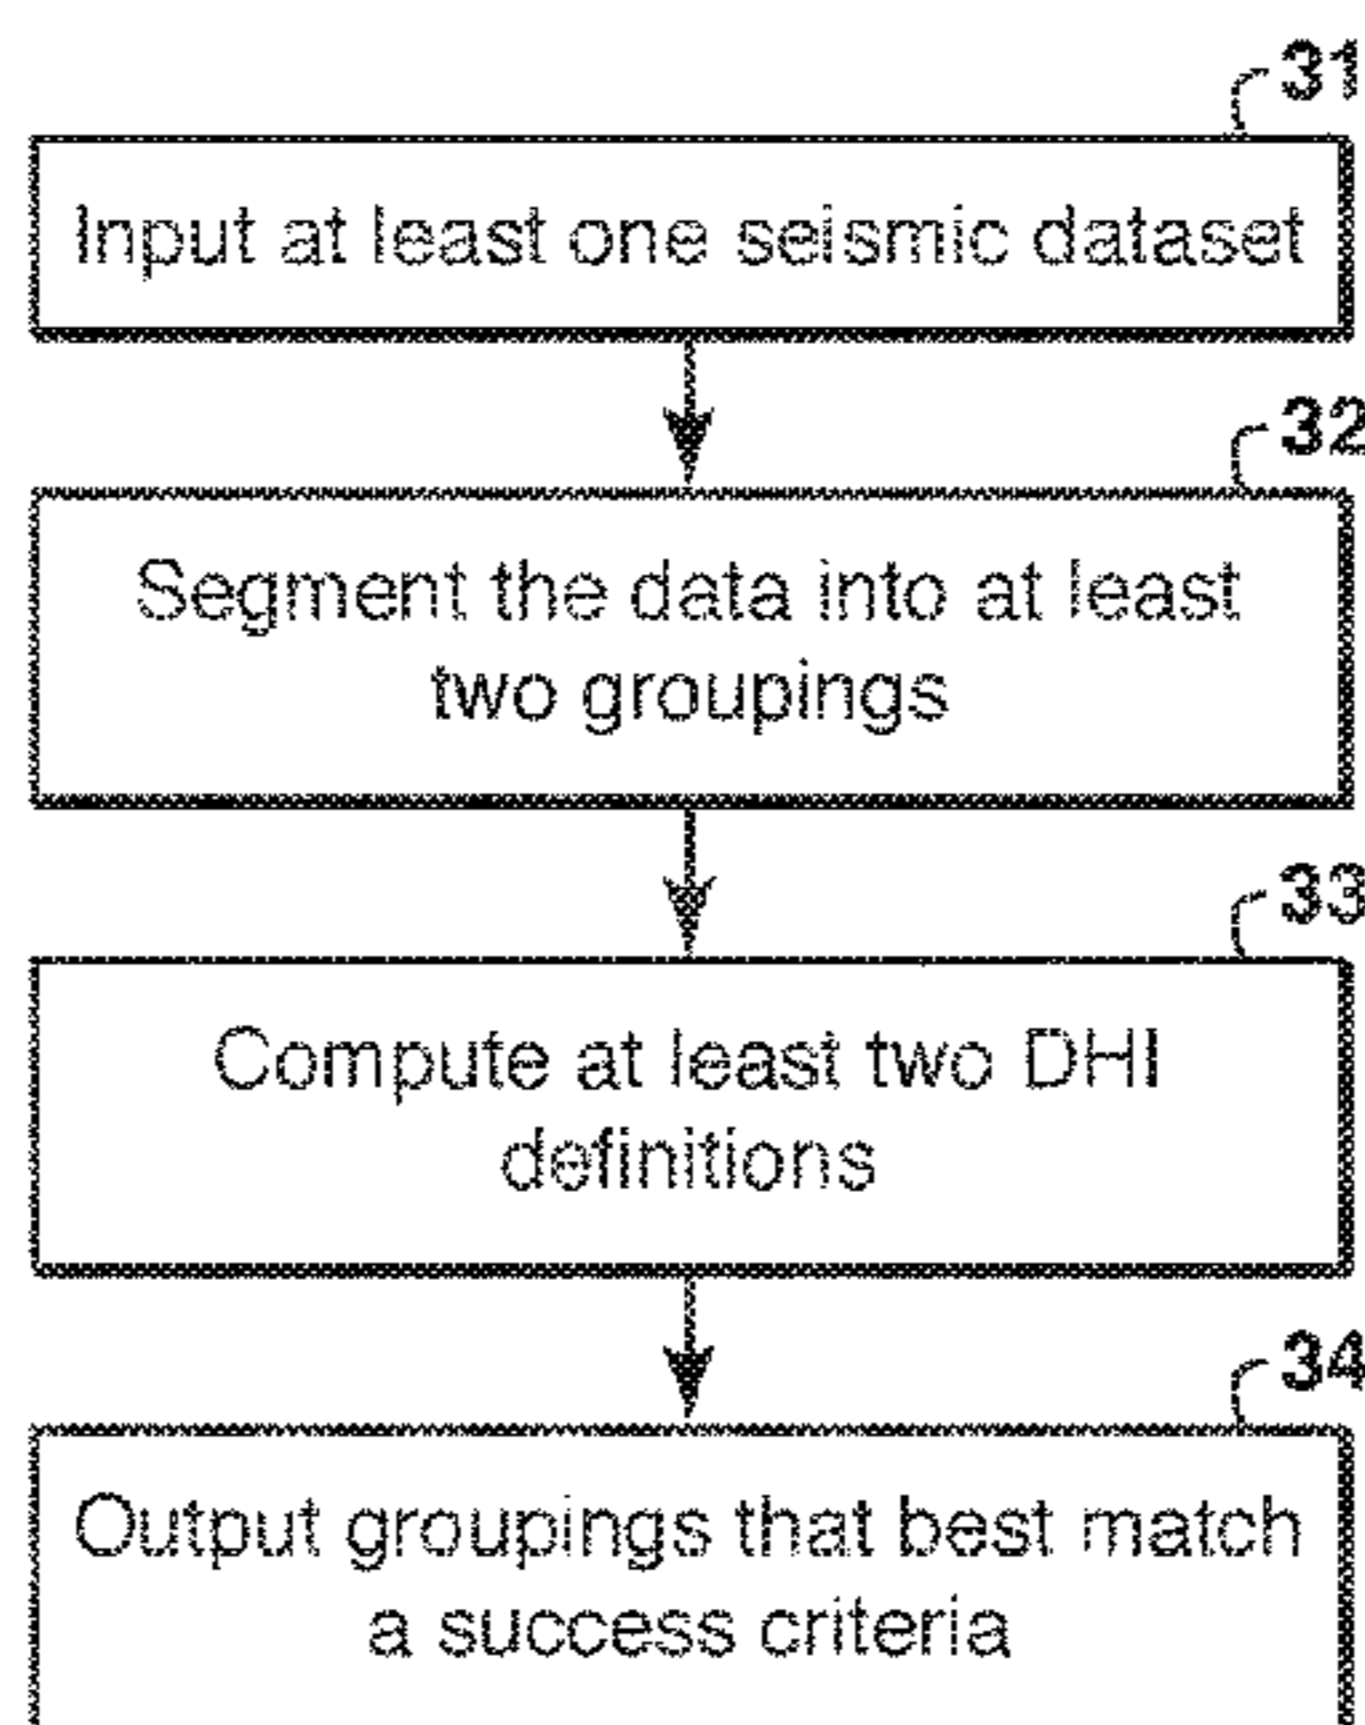 31
Input at least one seismic dataset
32
Segment the data into at least
two groupings
33
Compute at least two DHI
definitions
34
Output groupings that best match
a success criteria